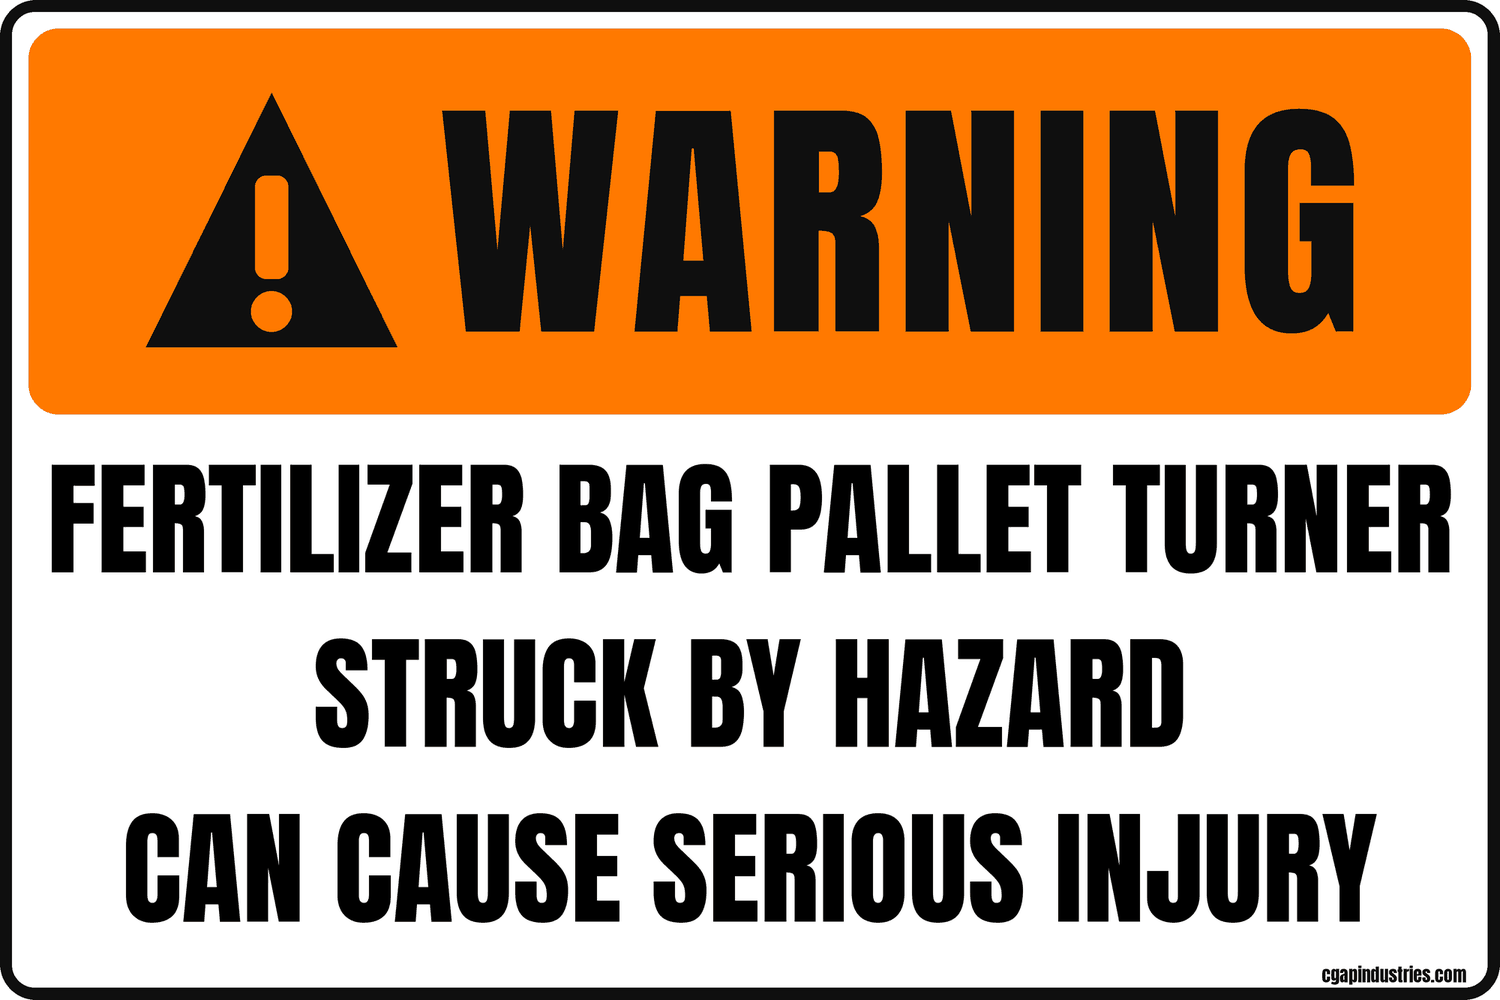 WARNING
FERTILIZER BAG PALLET TURNER
STRUCK BY HAZARD
CAN CAUSE SERIOUS INJURY
cgapindustries.com